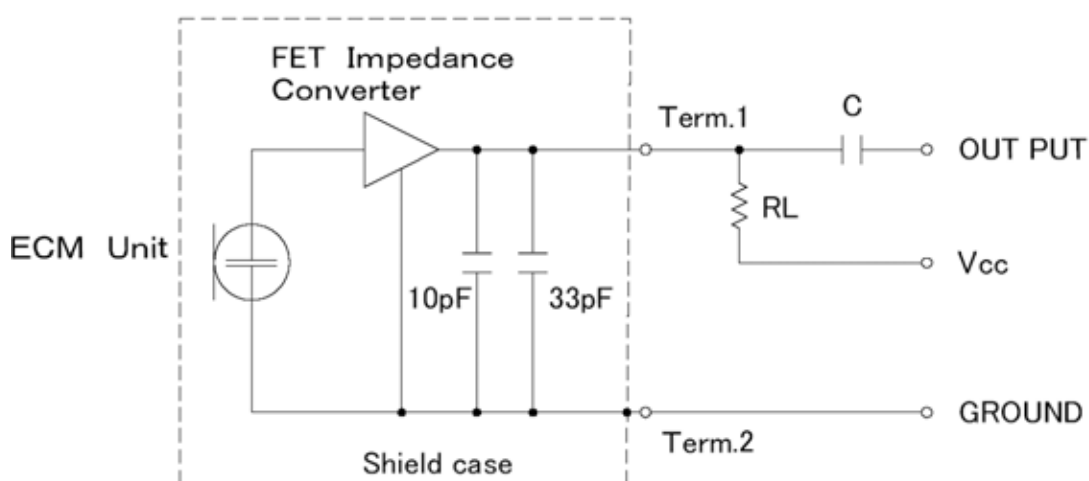 FET Impedance
Converter
Term.1
C
OUT PUT
RL
ECM Unit
Vcc
10pF
33pF
GROUND
Term.2
Shield case